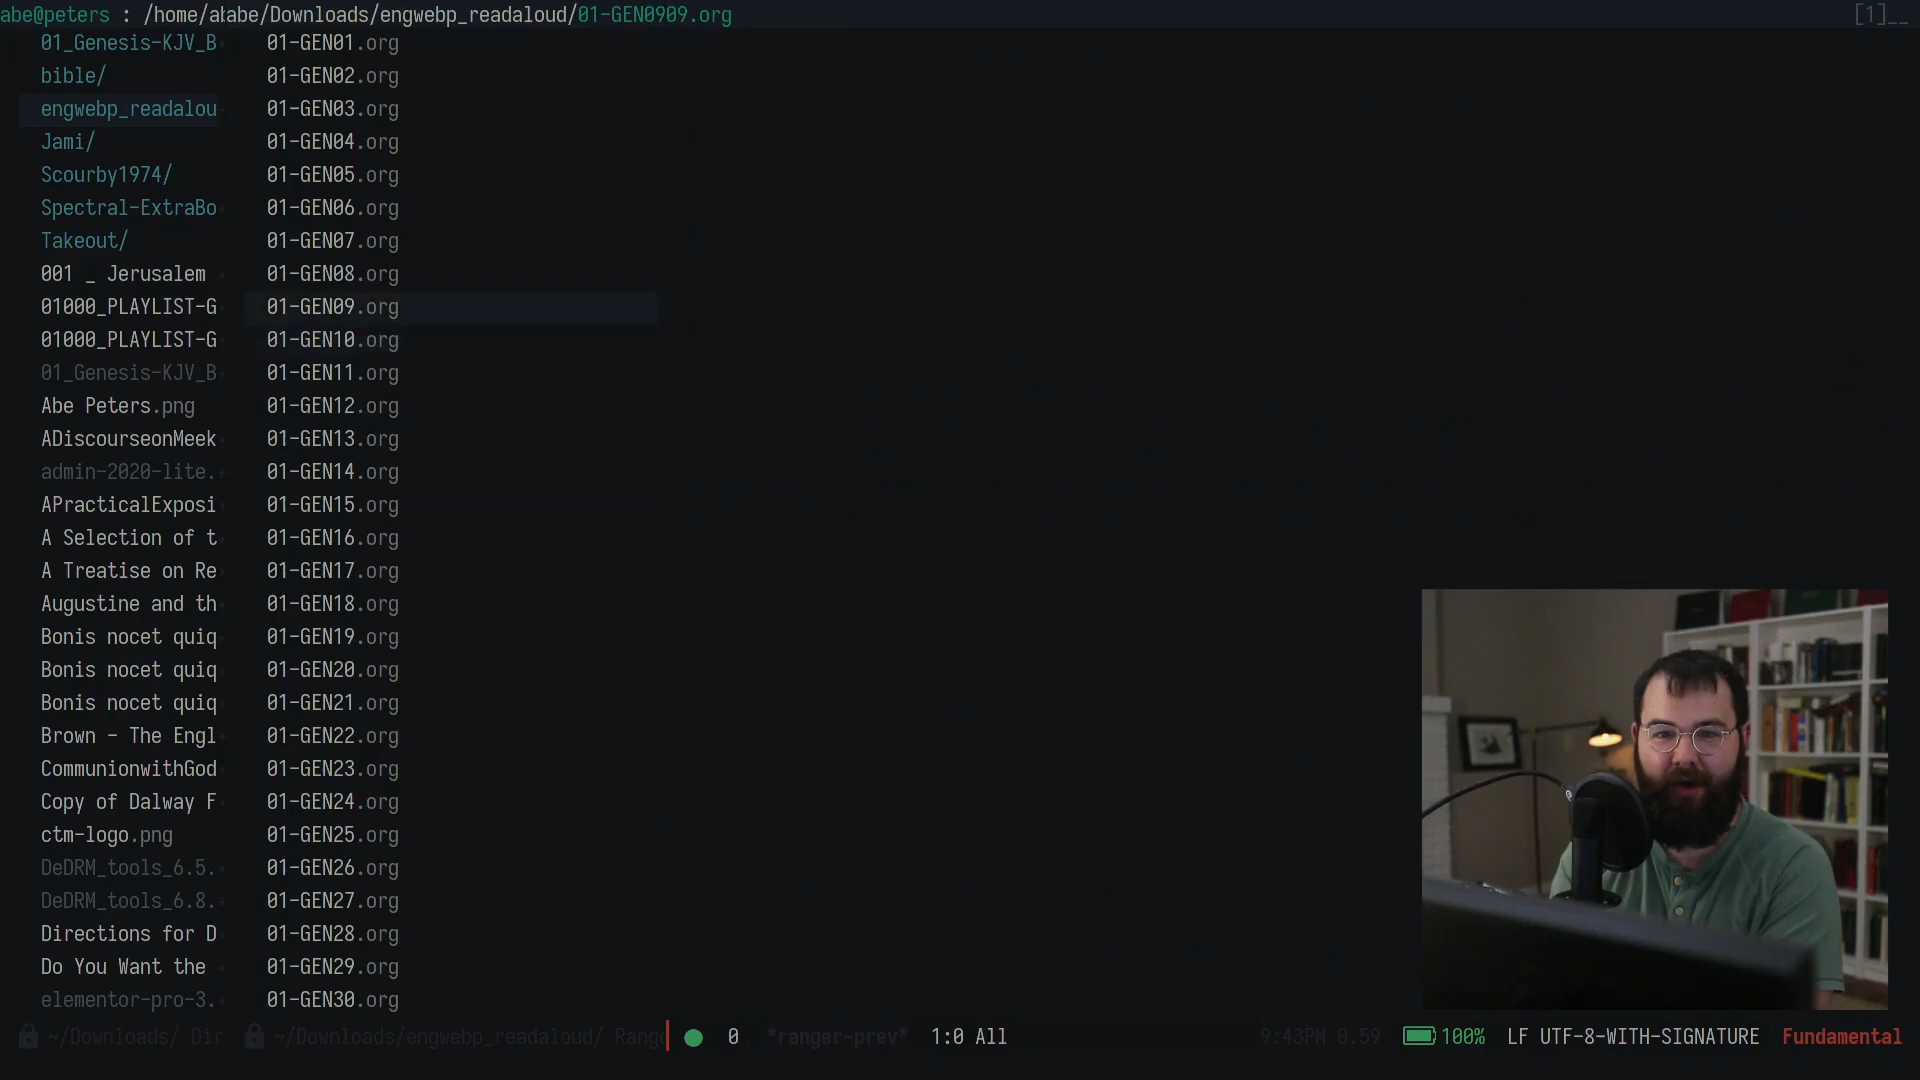 abe@peters : /home/ababe/Downloads/engwebp_readaloud/01-GEN0909.org [1]__
01_Genesis-KJV_B
bible/
engwebp_readalou
Jami/
Scourby1974/
Spectral-ExtraBo
Takeout/
001 _ Jerusalem
01000_PLAYLIST-G
01000_PLAYLIST-G
01_Genesis-KJV_B
Abe Peters.png
ADiscourseonMeek
admin-2020-lite.
APracticalExposi
A Selection of t
A Treatise on Re
Augustine and th
Bonis nocet quiq
Bonis nocet quiq
Bonis nocet quiq
Brown - The Engl
CommunionwithGod
Copy of Dalway F
ctm-logo.png
DeDRM_tools_6.5.
DeDRM_tools_6.8.
Directions for D
Do You Want the
elementor-pro-3.
01-GEN01.org
01-GEN02.org
01-GEN03.org
01-GEN04.org
01-GEN05.org
01-GEN06.org
01-GEN07.org
01-GEN08.org
01-GEN09.org
01-GEN10.org
01-GEN11.org
01-GEN12.org
01-GEN13.org
01-GEN14.org
01-GEN15.org
01-GEN16.org
01-GEN17.org
01-GEN18.org
01-GEN19.org
01-GEN20.org
01-GEN21.org
01-GEN22.org
01-GEN23.org
01-GEN24.org
01-GEN25.org
01-GEN26.org
01-GEN27.org
01-GEN28.org
01-GEN29.org
01-GEN30.org
~/Downloads/ Dir ~/Downloads/engwebp_readaloud/ Range 0 *ranger-prev* 1:0 All 9:43PM 0.59 100% LF UTF-8-WITH-SIGNATURE Fundamental